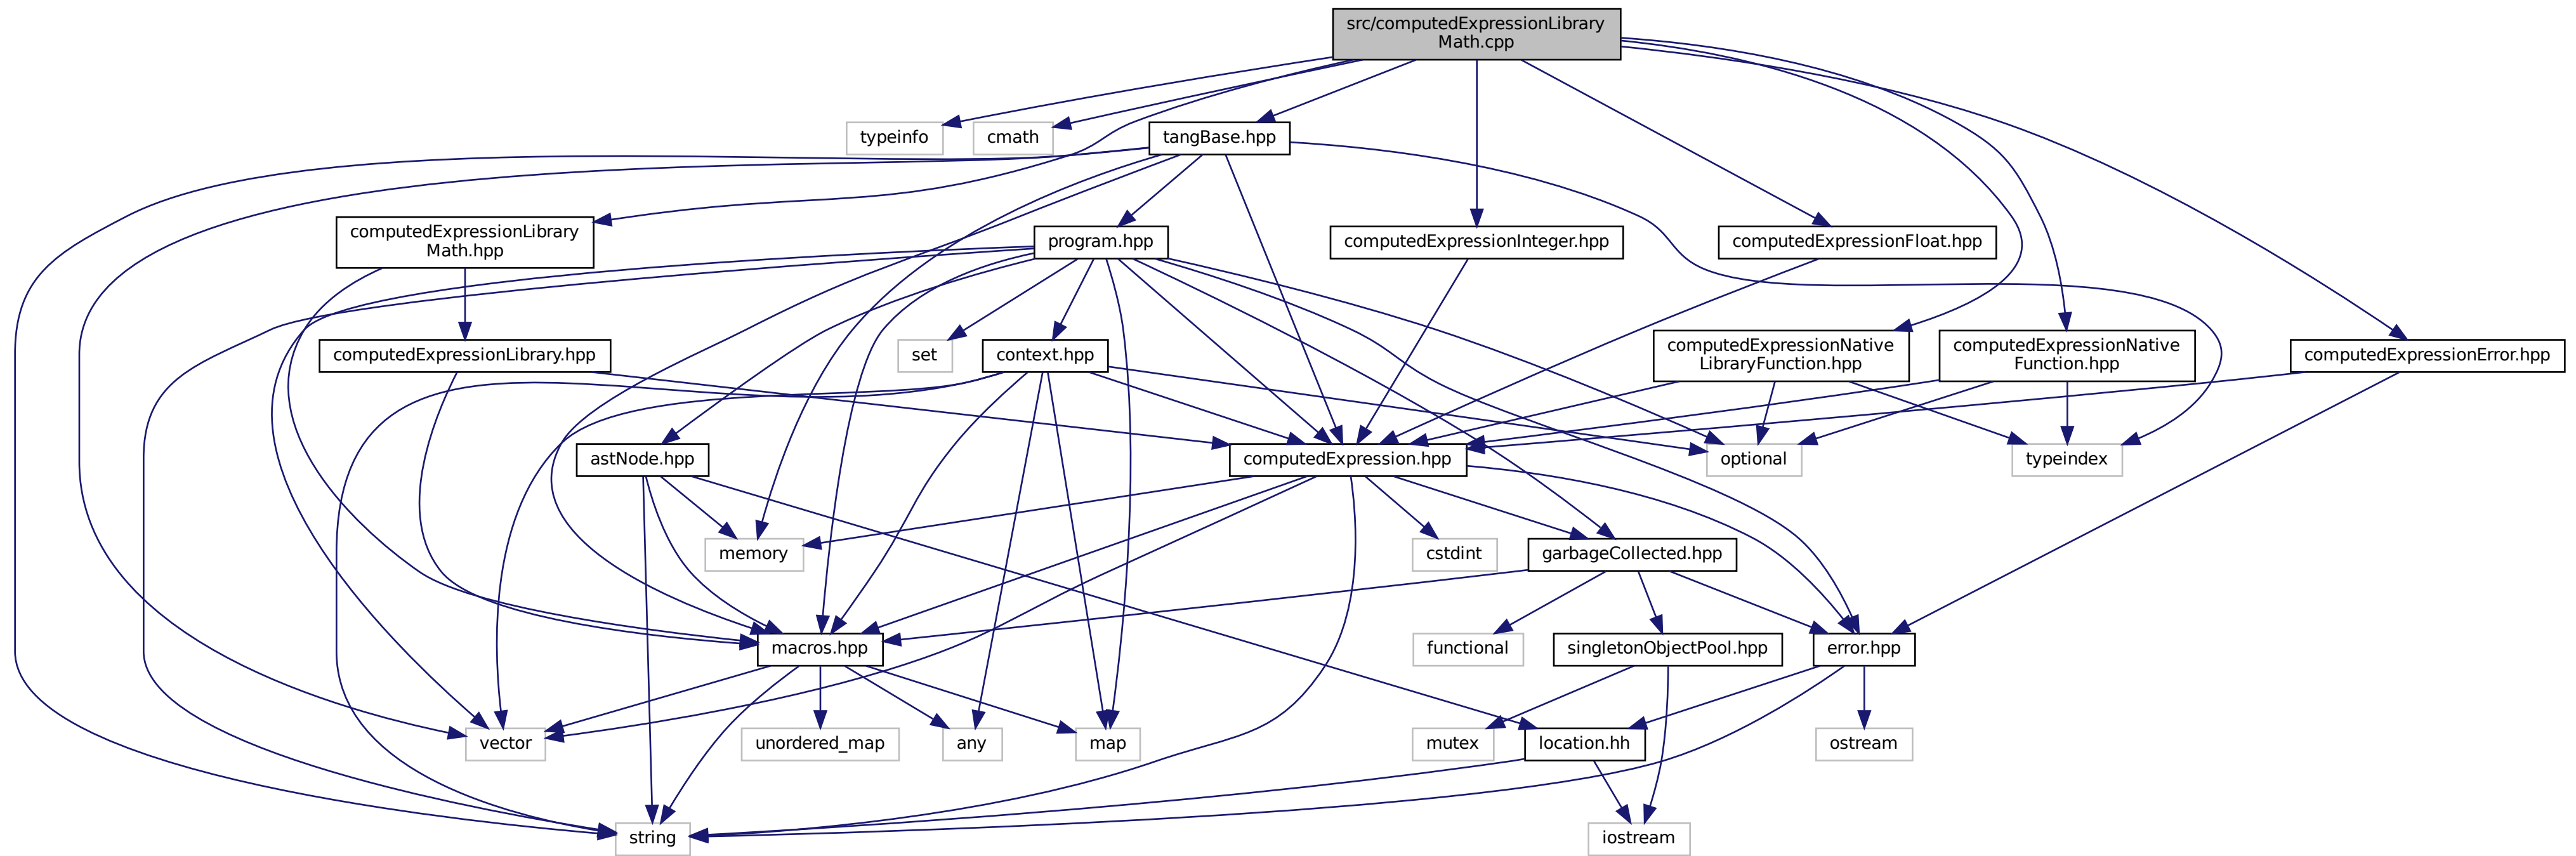 src/computedExpressionLibrary
Math.cpp
typeinfo
cmath
tangBase.hpp
computedExpressionLibrary
Math.hpp
program.hpp
computedExpressionInteger.hpp
computedExpressionFloat.hpp
computedExpressionLibrary.hpp
set
context.hpp
computedExpressionNative
LibraryFunction.hpp
computedExpressionNative
Function.hpp
computedExpressionError.hpp
astNode.hpp
computedExpression.hpp
optional
typeindex
memory
cstdint
garbageCollected.hpp
macros.hpp
functional
singletonObjectPool.hpp
error.hpp
vector
unordered_map
any
map
mutex
location.hh
ostream
string
iostream